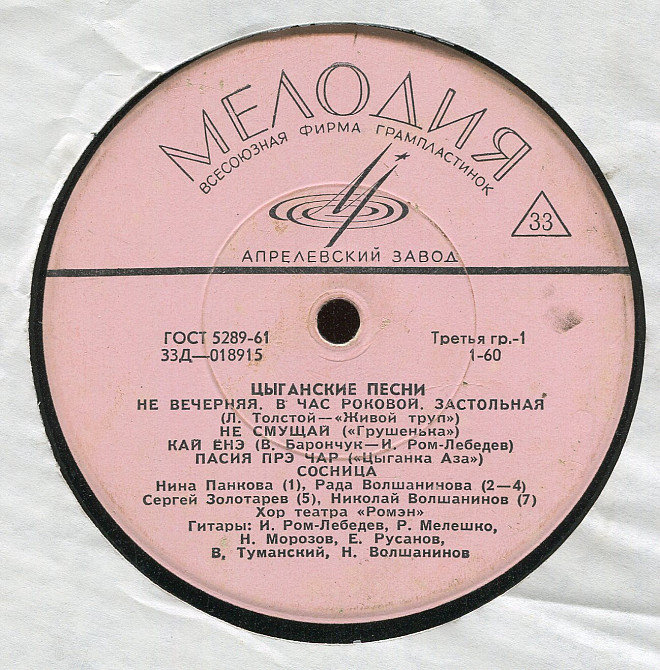 МЕЛОДИЯ
ВСЕСОЮЗНАЯ ФИРМА ГРАМПЛАСТИНОК
33
АПРЕЛЕВСКИЙ ЗАВОД
ГОСТ 5289-61 Третья гр.-1
33Д—018915 1-60
ЦЫГАНСКИЕ ПЕСНИ
НЕ ВЕЧЕРНЯЯ. В ЧАС РОКОВОЙ. ЗАСТОЛЬНАЯ
(Л. Толстой—«Живой труп»)
НЕ СМУЩАЙ («Грушенька»)
КАЙ ЁНЭ (В. Барончук—И. Ром-Лебедев)
ПАСИЯ ПРЭ ЧАР («Цыганка Аза»)
СОСНИЦА
Нина Панкова (1), Рада Волшанинова (2—4)
Сергей Золотарев (5), Николай Волшанинов (7)
Хор театра «Ромэн»
Гитары: И. Ром-Лебедев, Р. Мелешко,
Н. Морозов, Е. Русанов,
В. Туманский, Н. Волшанинов